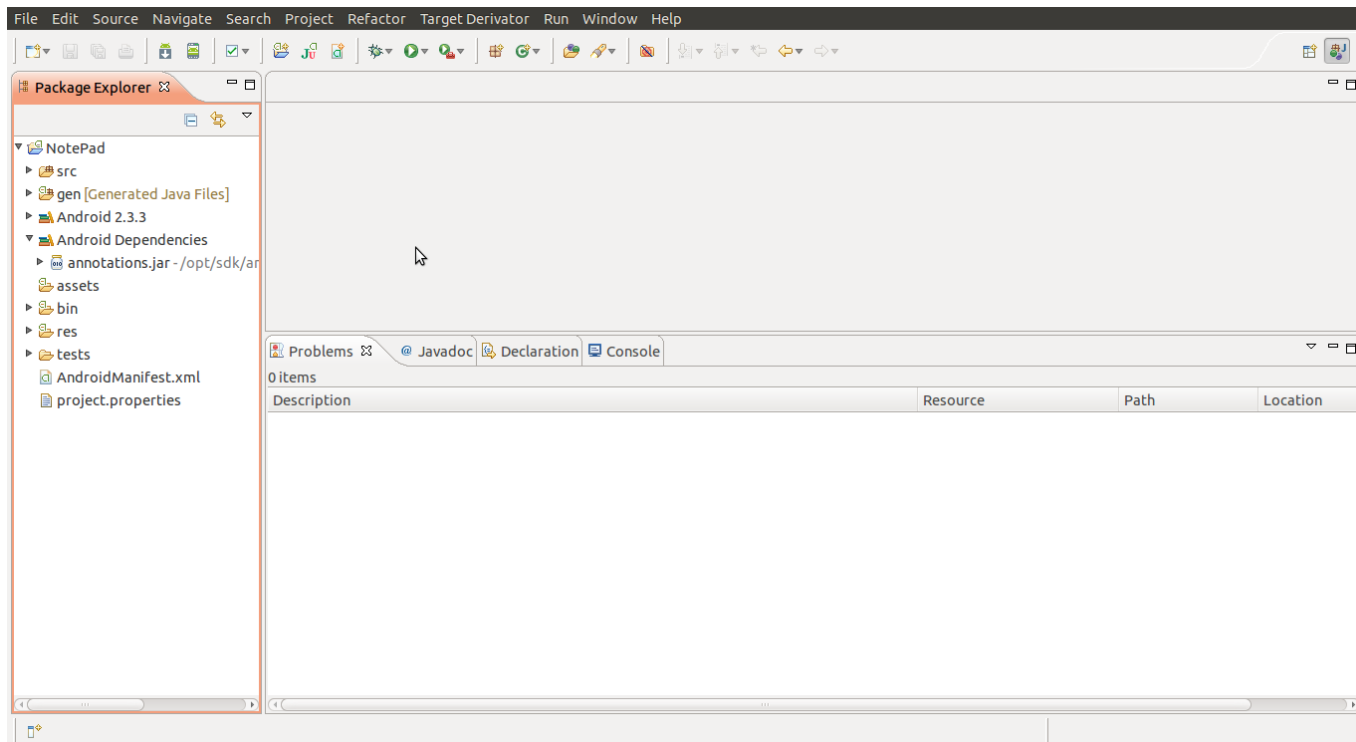 File Edit Source Navigate Search Project Refactor Target Derivator Run Window Help
Package Explorer
NotePad
src
gen [Generated Java Files]
Android 2.3.3
Android Dependencies
annotations.jar - /opt/sdk/ar
assets
bin
res
tests
AndroidManifest.xml
project.properties
Problems @ Javadoc Declaration Console
0 items
Description Resource Path Location